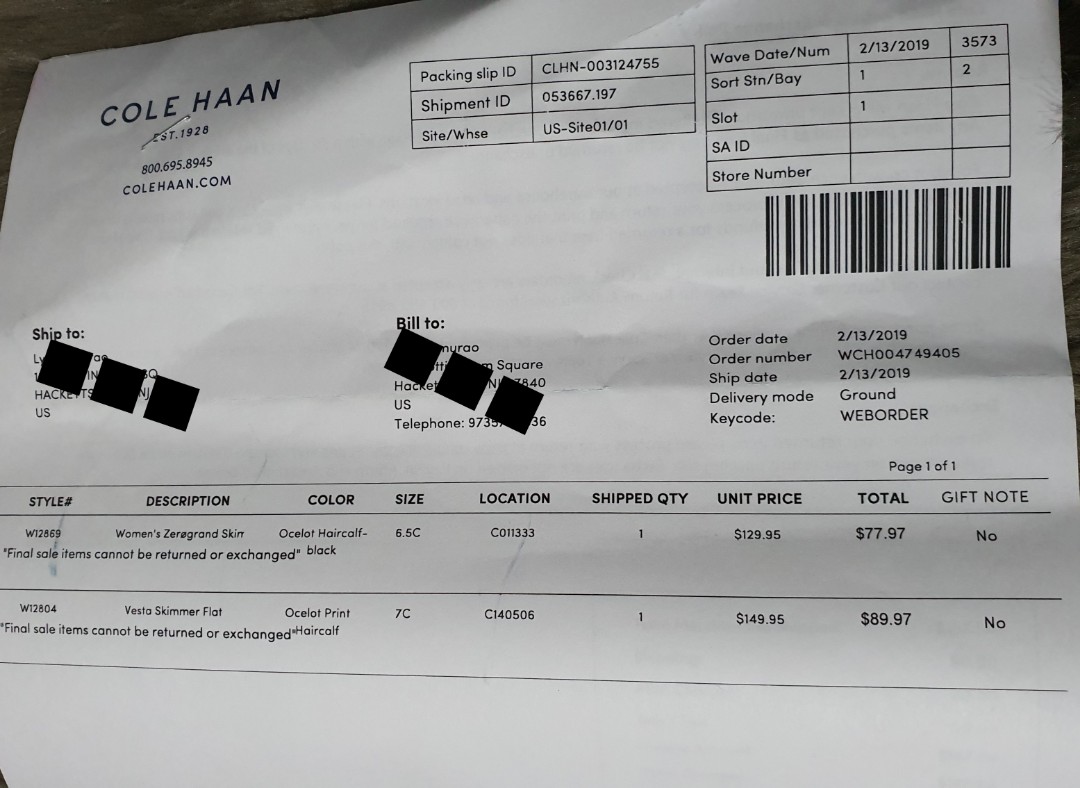 COLE HAAN
EST.1928
800.695.8945
COLEHAAN.COM
Packing slip ID CLHN-003124755
Shipment ID 053667.197
Site/Whse US-Site01/01
Wave Date/Num 2/13/2019 3573
Sort Stn/Bay 1 2
Slot 1
SA ID
Store Number
Ship to:
US
Bill to:
Square
US
Telephone:
Order date 2/13/2019
Order number WCH004749405
Ship date 2/13/2019
Delivery mode Ground
Keycode: WEBORDER
Page 1 of 1
STYLE# DESCRIPTION COLOR SIZE LOCATION SHIPPED QTY UNIT PRICE TOTAL GIFT NOTE
W12869 Women's Zerøgrand Skim Ocelot Haircalf- 6.5C C011333 1 $129.95 $77.97 No
"Final sale items cannot be returned or exchanged" black
W12804 Vesta Skimmer Flat Ocelot Print 7C C140506 1 $149.95 $89.97 No
"Final sale items cannot be returned or exchanged" Haircalf